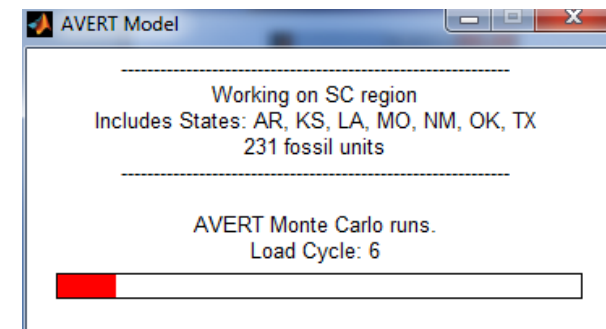 AVERT Model
--------------------------------------------------------
Working on SC region
Includes States: AR, KS, LA, MO, NM, OK, TX
231 fossil units
--------------------------------------------------------
AVERT Monte Carlo runs.
Load Cycle: 6